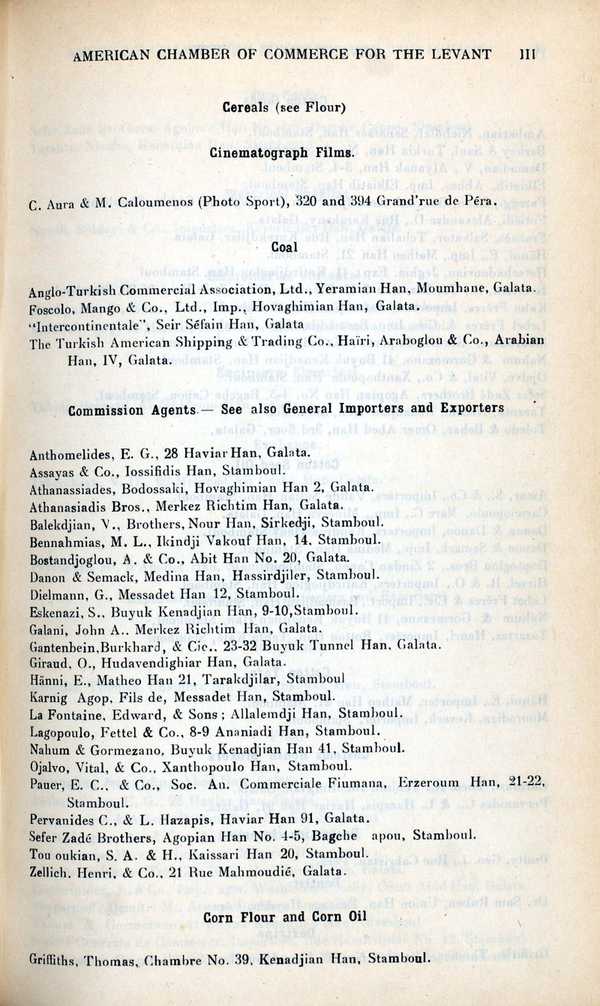 AMERICAN CHAMBER OF COMMERCE FOR THE LEVANT III
Cereals (see Flour)
Cinematograph Films.
C. Aura & M. Caloumenos (Photo Sport), 320 and 394 Grand'rue de Péra.
Coal
Anglo-Turkish Commercial Association, Ltd., Yeramian Han, Moumhane, Galata.
Foscolo, Mango & Co., Ltd., Imp., Hovaghimian Han, Galata.
"Intercontinentale", Seir Séfain Han, Galata
The Turkish American Shipping & Trading Co., Haïri, Araboglou & Co., Arabian
Han, IV, Galata.
Commission Agents — See also General Importers and Exporters
Anthomelides, E. G., 28 Haviar Han, Galata.
Assayas & Co., Iossifidis Han, Stamboul.
Athanassiades, Bodossaki, Hovaghimian Han 2, Galata.
Athanasiadis Bros., Merkez Richtim Han, Galata.
Balekdjian, V., Brothers, Nour Han, Sirkedji, Stamboul.
Bennahmias, M. L., Ikindji Vakouf Han, 14, Stamboul.
Bostandjoglou, A. & Co., Abit Han No. 20, Galata.
Danon & Semack, Medina Han, Hassirdjiler, Stamboul.
Dielmann, G., Messadet Han 12, Stamboul.
Eskenazi, S., Buyuk Kenadjian Han, 9-10, Stamboul.
Galani, John A., Merkez Richtim Han, Galata.
Gantenbein, Burkhard, & Cie., 23-32 Buyuk Tunnel Han, Galata.
Giraud, O., Hudavendighiar Han, Galata.
Hänni, E., Matheo Han 21, Tarakdjilar, Stamboul
Karnig Agop, Fils de, Messadet Han, Stamboul.
La Fontaine, Edward, & Sons ; Allalemdji Han, Stamboul.
Lagopoulo, Fettel & Co., 8-9 Ananiadi Han, Stamboul.
Nahum & Gormezano, Buyuk Kenadjian Han 41, Stamboul.
Ojalvo, Vital, & Co., Xanthopoulo Han, Stamboul.
Pauer, E. C., & Co., Soc. An. Commerciale Fiumana, Erzeroum Han, 21-22,
Stamboul.
Pervanides C., & L. Hazapis, Haviar Han 91, Galata.
Sefer Zadé Brothers, Agopian Han No. 4-5, Bagche apou, Stamboul.
Tou oukian, S. A. & H., Kaissari Han 20, Stamboul.
Zellich, Henri, & Co., 21 Rue Mahmoudié, Galata.
Corn Flour and Corn Oil
Griffiths, Thomas, Chambre No. 39, Kenadjian Han, Stamboul.